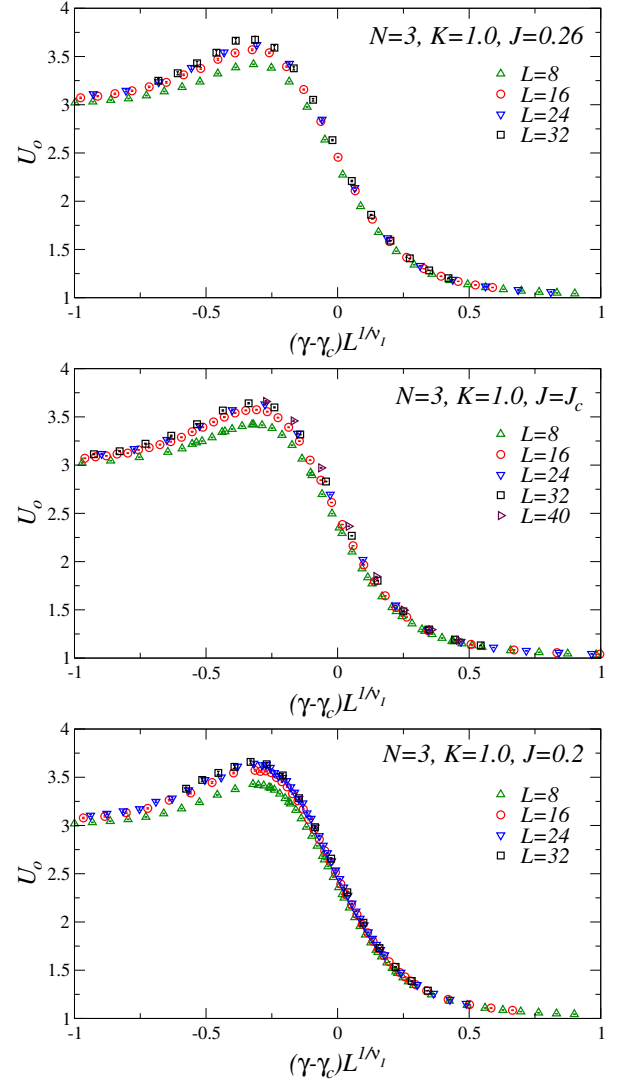 N=3, K=1.0, J=0.26
L=8
L=16
L=24
L=32
4
3.5
3
2.5
2
1.5
1
U_o
-1
-0.5
0
0.5
1
(γ-γ_c)L^{1/ν_I}
N=3, K=1.0, J=J_c
L=8
L=16
L=24
L=32
L=40
4
3.5
3
2.5
2
1.5
1
U_o
-1
-0.5
0
0.5
1
(γ-γ_c)L^{1/ν_I}
N=3, K=1.0, J=0.2
L=8
L=16
L=24
L=32
4
3.5
3
2.5
2
1.5
1
U_o
-1
-0.5
0
0.5
1
(γ-γ_c)L^{1/ν_I}